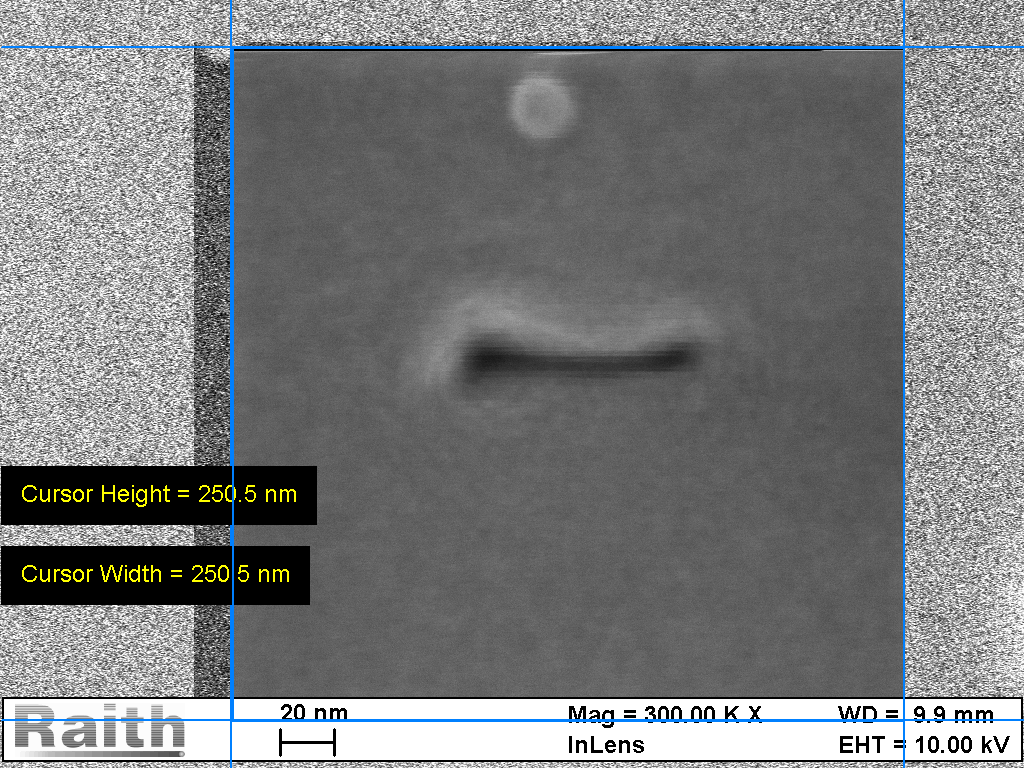 Cursor Height = 250.5 nm
Cursor Width = 250.5 nm
Raith
20 nm
Mag = 300.00 K X
WD = 9.9 mm
InLens
EHT = 10.00 kV